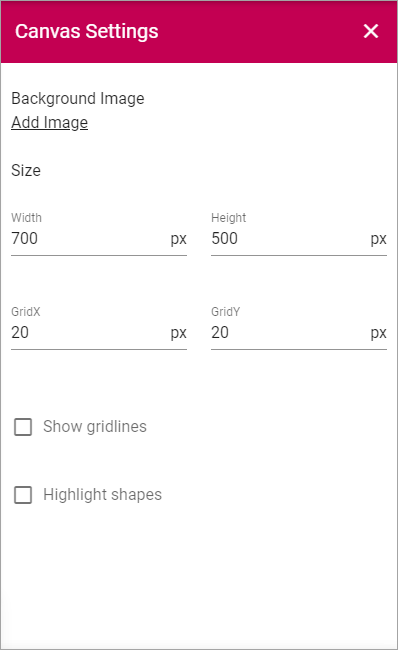 Canvas Settings
Background Image
Add Image
Size
Width Height
700 px 500 px
GridX GridY
20 px 20 px
Show gridlines
Highlight shapes